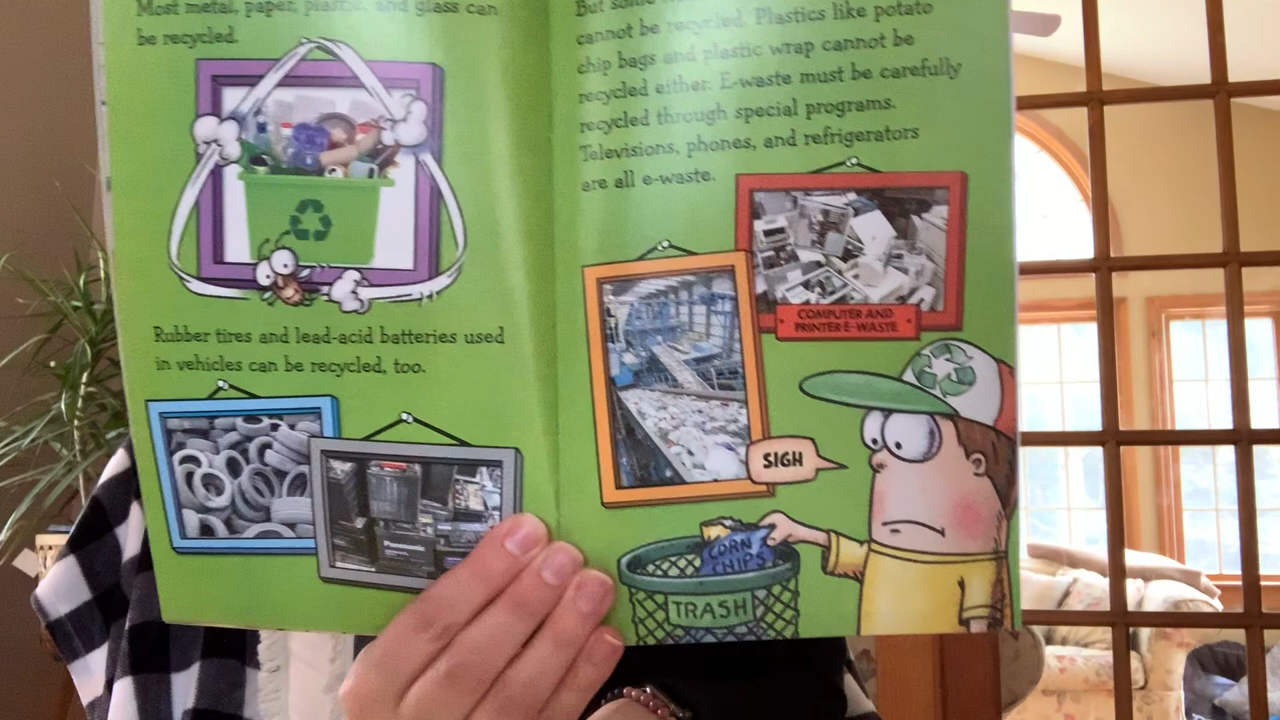 Most metal, paper, plastic, and glass can
be recycled.
Rubber tires and lead-acid batteries used
in vehicles can be recycled, too.
Panasonic
But some
cannot be recycled. Plastics like potato
chip bags and plastic wrap cannot be
recycled either. E-waste must be carefully
recycled through special programs.
Televisions, phones, and refrigerators
are all e-waste.
COMPUTER AND
PRINTER E-WASTE
SIGH
CORN
CHIPS
TRASH